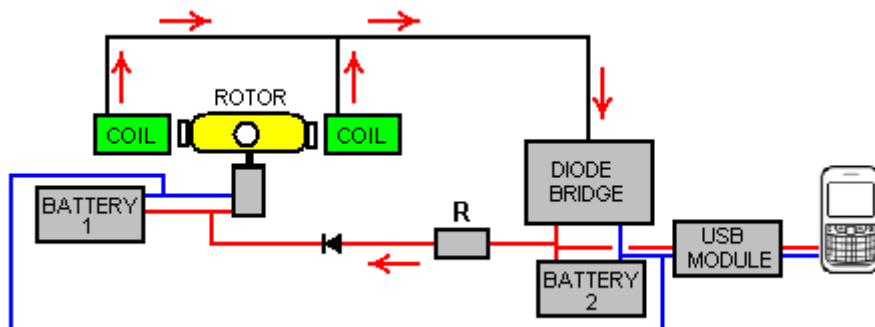 ROTOR
COIL
COIL
DIODE
BRIDGE
BATTERY
1
R
USB
MODULE
BATTERY
2